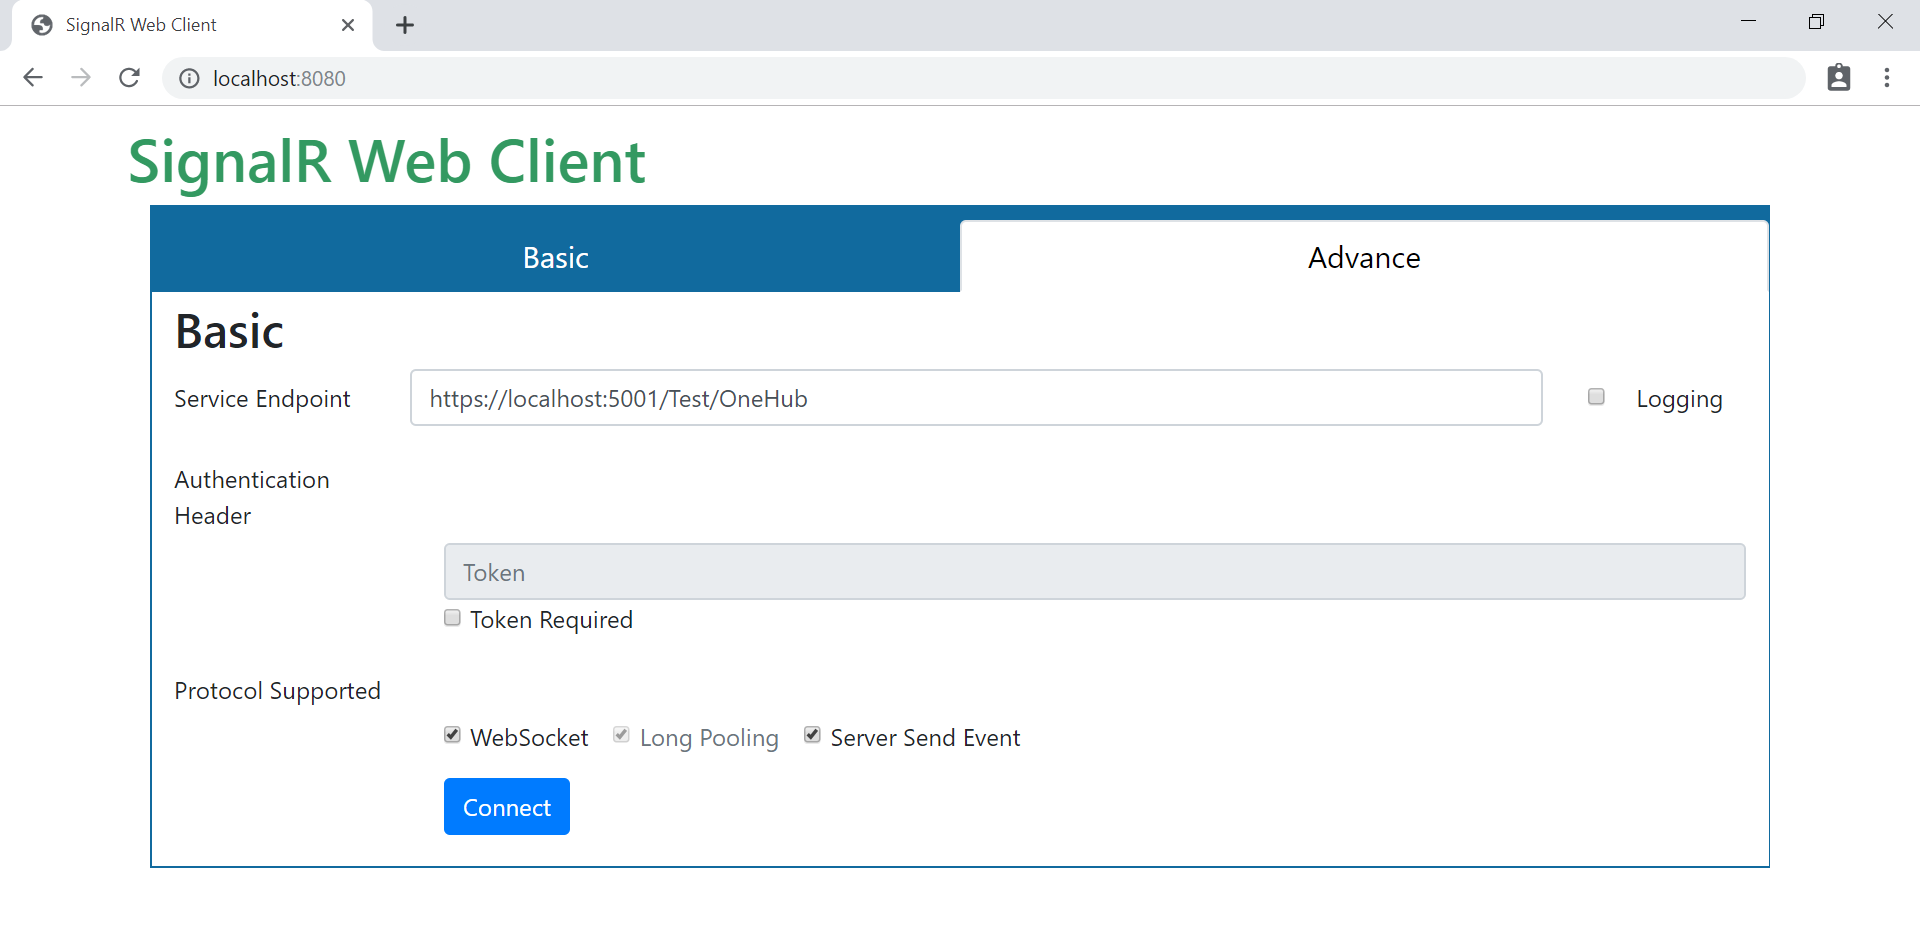 SignalR Web Client
localhost:8080
SignalR Web Client
Basic
Advance
Basic
Service Endpoint
https://localhost:5001/Test/OneHub
Logging
Authentication
Header
Token
Token Required
Protocol Supported
WebSocket Long Pooling Server Send Event
Connect